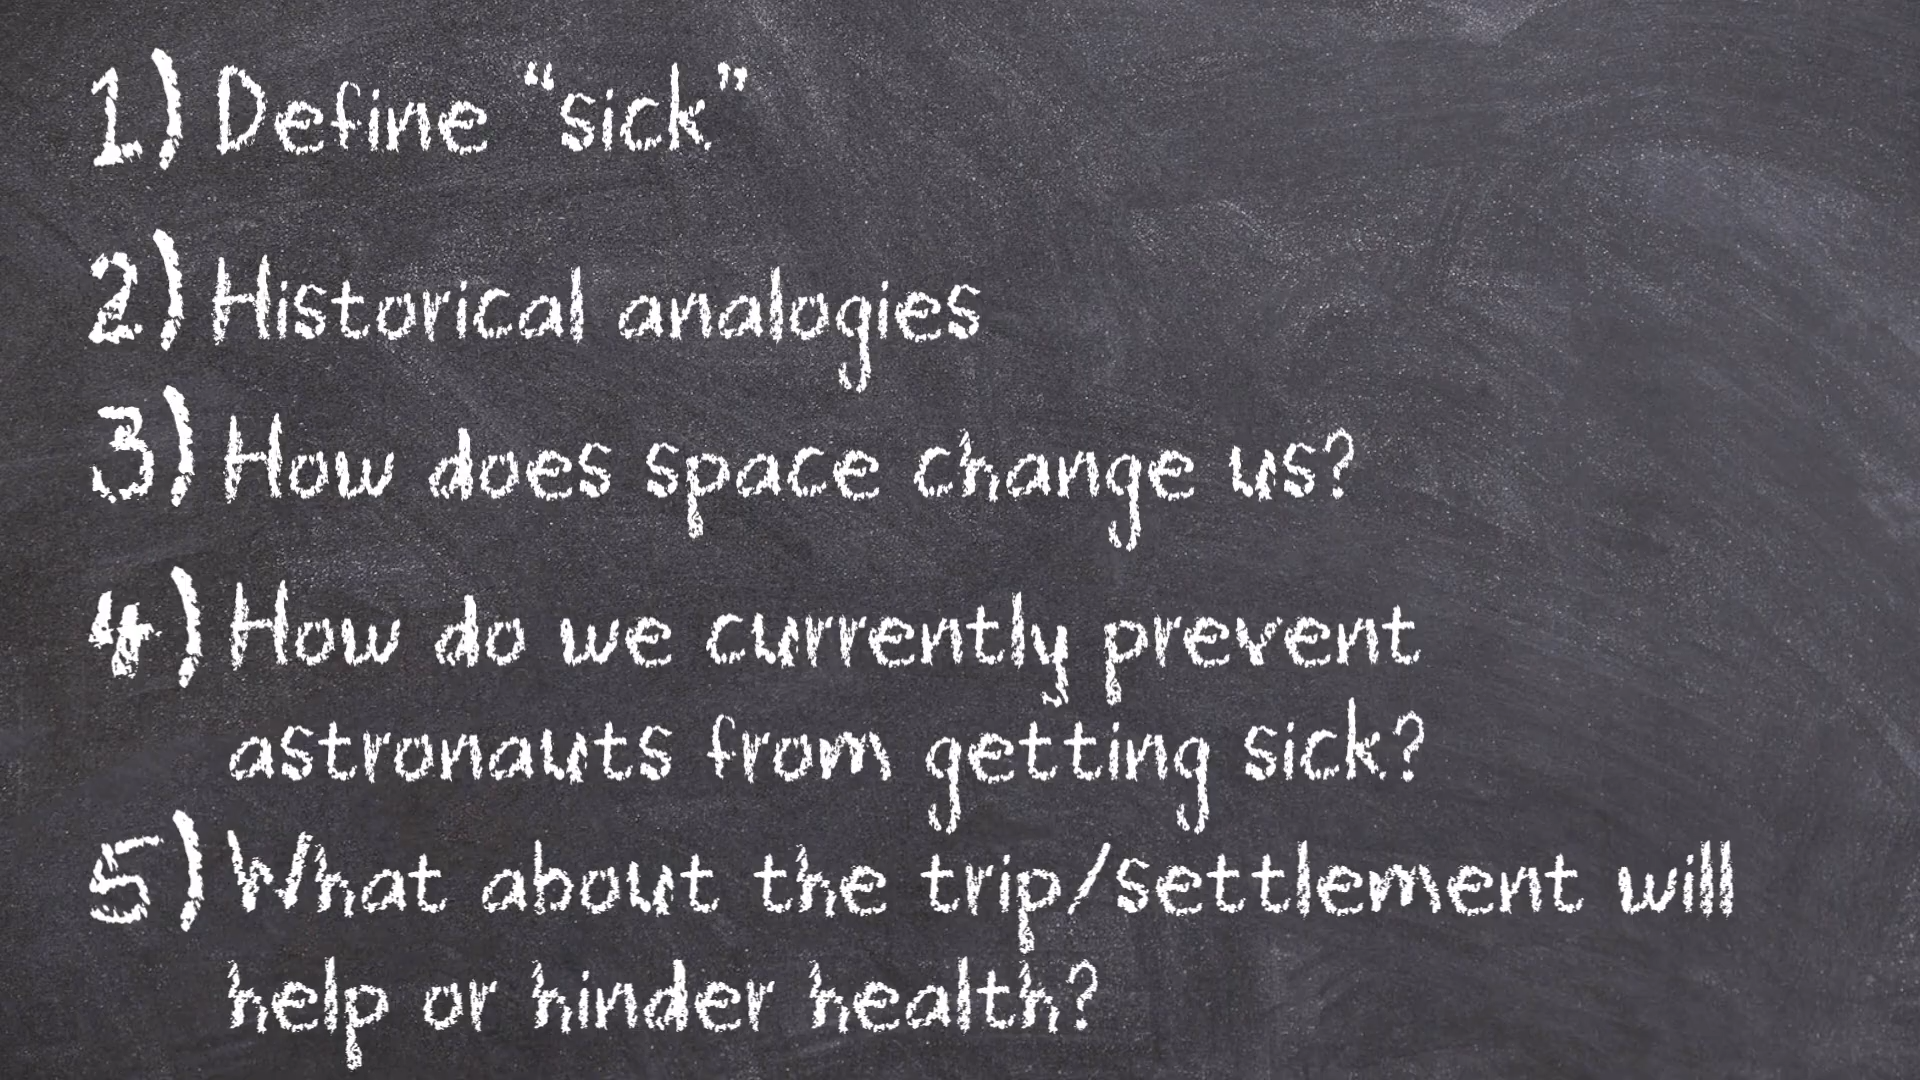 1) Define “sick”
2) Historical analogies
3) How does space change us?
4) How do we currently prevent
astronauts from getting sick?
5) What about the trip/settlement will
help or hinder health?